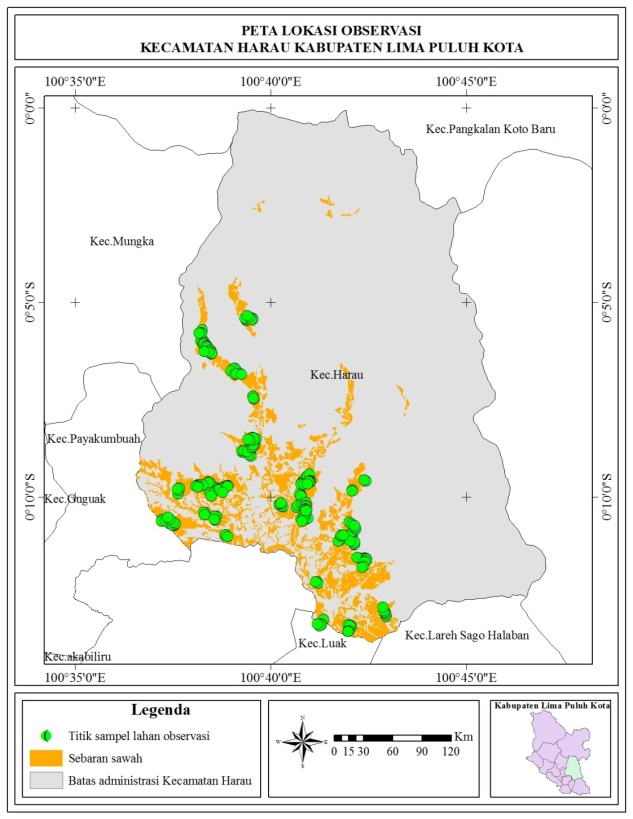 PETA LOKASI OBSERVASI
KECAMATAN HARAU KABUPATEN LIMA PULUH KOTA
100°35'0"E 100°40'0"E 100°45'0"E
0°0'0" 0°0'0"
Kec.Pangkalan Koto Baru
Kec.Mungka
0°5'0"S 0°5'0"S
Kec.Harau
Kec.Payakumbuah
Kec.Guguak
0°10'0"S 0°10'0"S
Kec.Lareh Sago Halaban
Kec.Luak
Kec.akabiliru
100°35'0"E 100°40'0"E 100°45'0"E
Legenda
Titik sampel lahan observasi
Sebaran sawah
Batas administrasi Kecamatan Harau
N
W E
S
Km
0 15 30 60 90 120
Kabupaten Lima Puluh Kota